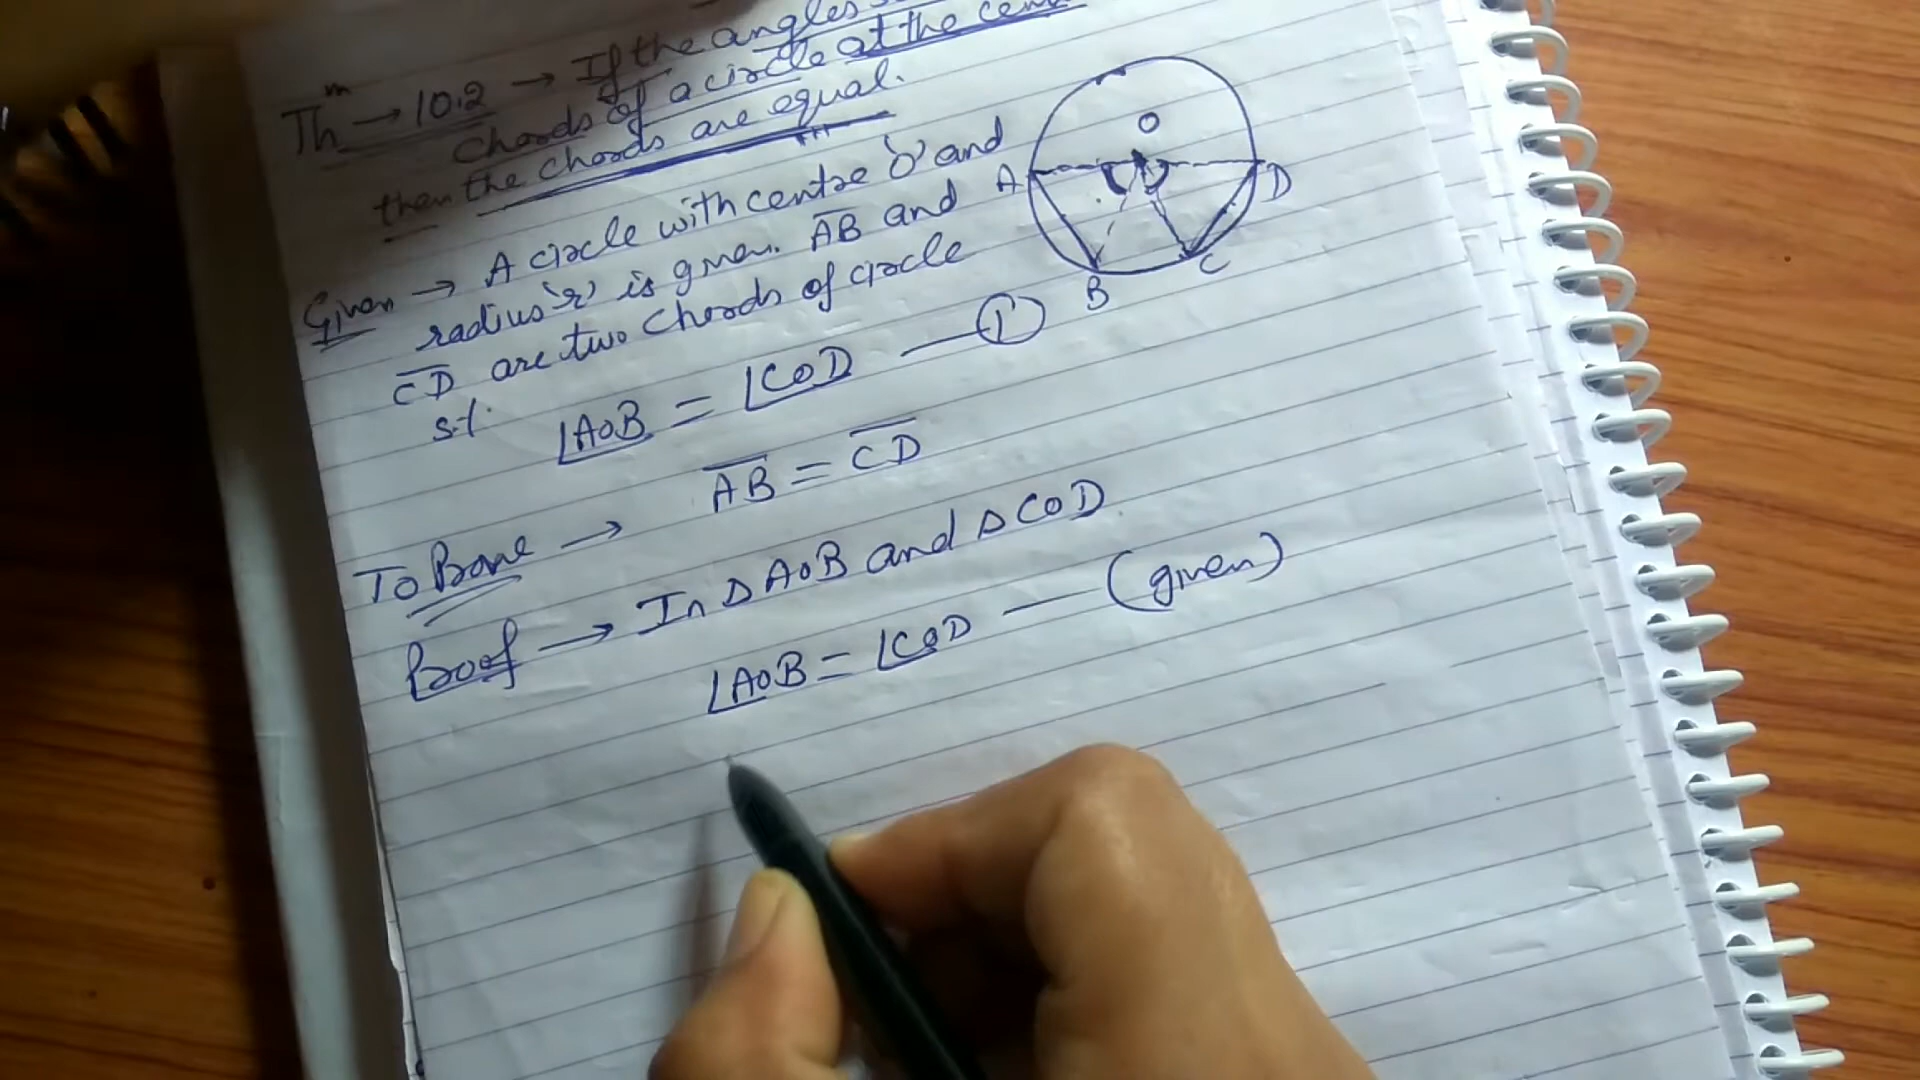 Thm → 10.2 → If the angles
chords of a circle at the
then the chords are equal.
Given → A circle with centre 'O' and
radius 'r' is given. AB and
CD are two chords of circle
s.t.
∠AOB = ∠COD — 1
To Prove → AB = CD
Proof → In △AOB and △COD
∠AOB = ∠COD — (given)
O
A
D
B
C